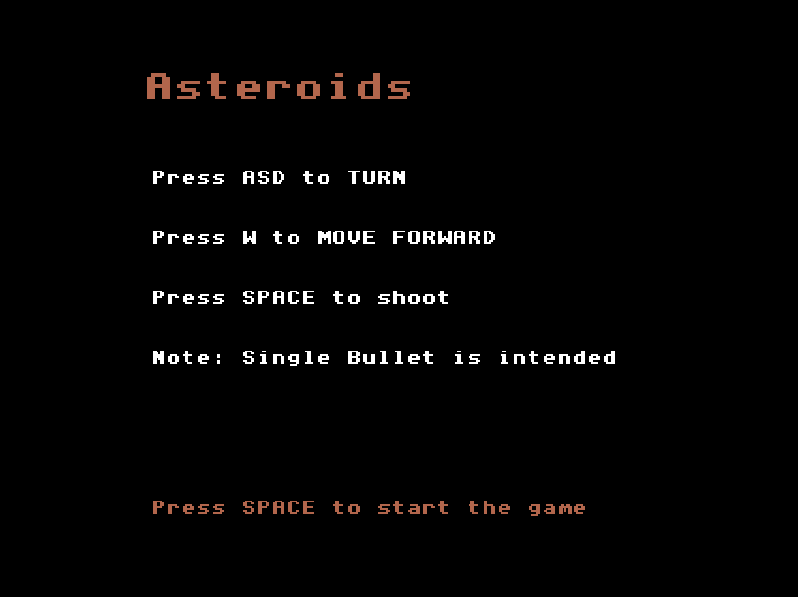 Asteroids
Press ASD to TURN
Press W to MOVE FORWARD
Press SPACE to shoot
Note: Single Bullet is intended
Press SPACE to start the game